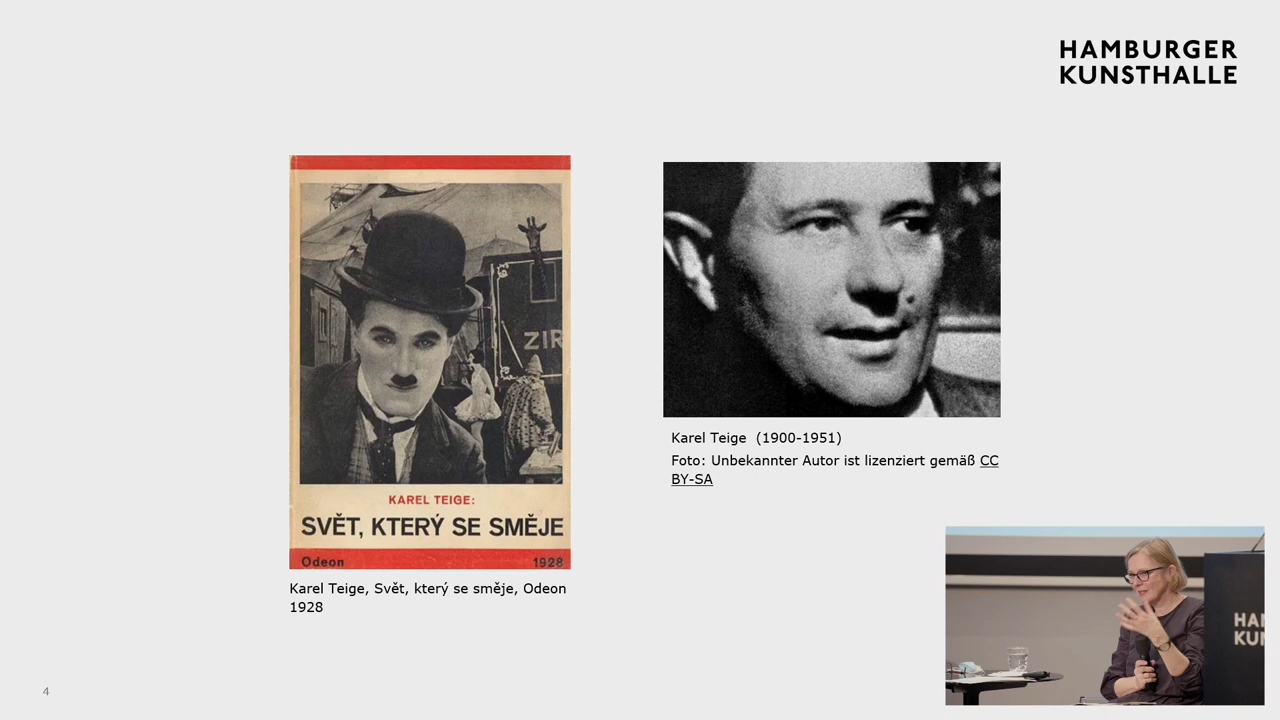 HAMBURGER
KUNSTHALLE
ZIR
KAREL TEIGE:
SVĚT, KTERÝ SE SMĚJE
Odeon 1928
Karel Teige, Svět, který se směje, Odeon
1928
Karel Teige (1900-1951)
Foto: Unbekannter Autor ist lizenziert gemäß CC
BY-SA
HAM
KUN
4